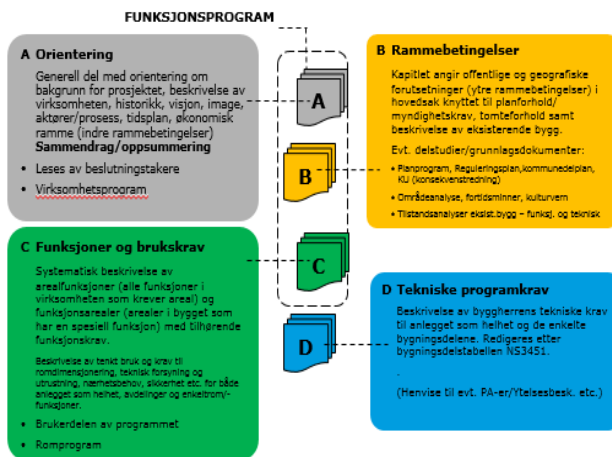 FUNKSJONSPROGRAM
A Orientering
Generell del med orientering om
bakgrunn for prosjektet, beskrivelse av
virksomheten, historikk, visjon, image,
aktører/prosess, tidsplan, økonomisk
ramme (indre rammebetingelser)
Sammendrag/oppsummering
• Leses av beslutningstakere
• Virksomhetsprogram
A
B
C
D
B Rammebetingelser
Kapitlet angir offentlige og geografiske
forutsetninger (ytre rammebetingelser) i
hovedsak knyttet til planforhold/
myndighetskrav, tomteforhold samt
beskrivelse av eksisterende bygg.
Evt. delstudier/grunnlagsdokumenter:
• Planprogram, Reguleringsplan,kommunedelplan,
KU (konsekvenstredning)
• Områdeanalyse, fortidsminner, kulturvern
• Tilstandsanalyser eksist.bygg – funksj. og teknisk
C Funksjoner og brukskrav
Systematisk beskrivelse av
arealfunksjoner (alle funksjoner i
virksomheten som krever areal) og
funksjonsarealer (arealer i bygget som
har en spesiell funksjon) med tilhørende
funksjonskrav.
Beskrivelse av tenkt bruk og krav til
romdimensjonering, teknisk forsyning og
utrustning, nærhetsbehov, sikkerhet etc. for både
anlegget som helhet, avdelinger og enkeltrom/-
funksjoner.
• Brukerdelen av programmet
• Romprogram
D Tekniske programkrav
Beskrivelse av byggherrens tekniske krav
til anlegget som helhet og de enkelte
bygningsdelene. Redigeres etter
bygningsdelstabellen NS3451.
.
(Henvise til evt. PA-er/Ytelsesbesk. etc.)